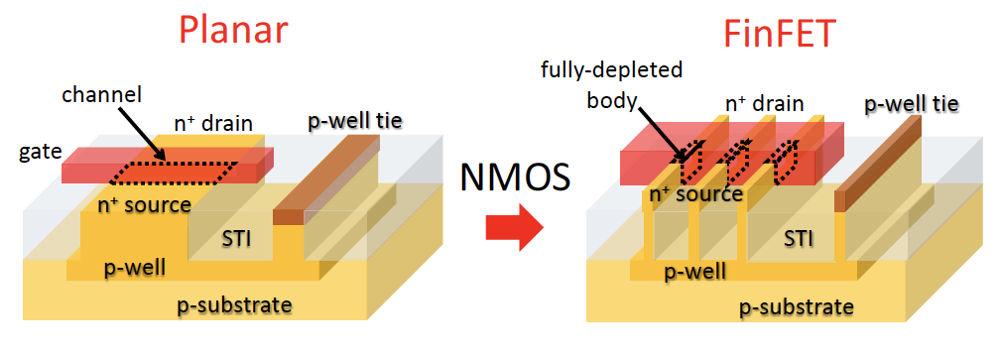 Planar
channel
n⁺ drain
p-well tie
gate
n⁺ source
STI
p-well
p-substrate
NMOS
FinFET
fully-depleted
body
n⁺ drain
p-well tie
n⁺ source
STI
p-well
p-substrate